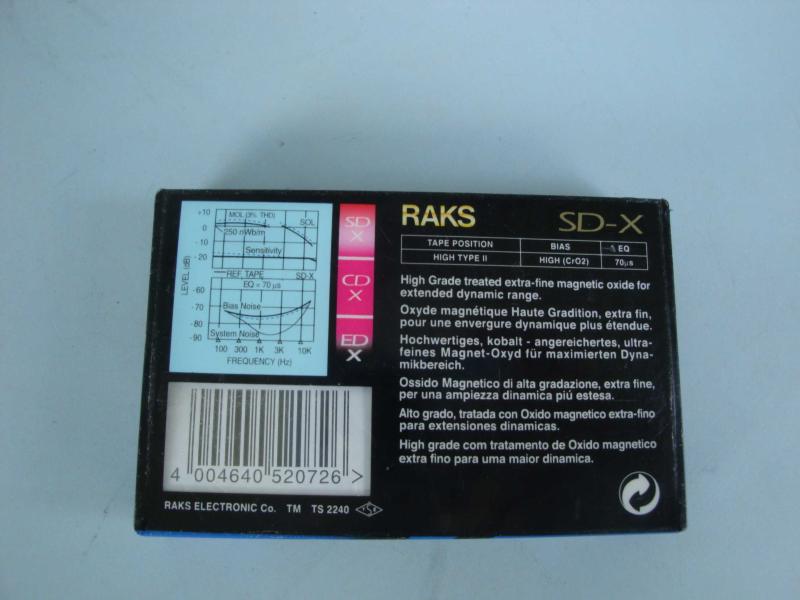 +10
0
-10
-20
LEVEL (dB)
MOL (3% THD)
SOL
250 nWb/m
Sensitivity
REF. TAPE
SD-X
EQ = 70 µs
-60
-70
-80
-90
Bias Noise
System Noise
100 300 1K 3K 10K
FREQUENCY (Hz)
SD
X
CD
X
ED
X
RAKS
SD-X
TAPE POSITION BIAS EQ
HIGH TYPE II HIGH (CrO2) 70µs
High Grade treated extra-fine magnetic oxide for
extended dynamic range.
Oxyde magnétique Haute Gradition, extra fin,
pour une envergure dynamique plus étendue.
Hochwertiges, kobalt - angereichertes, ultra-
feines Magnet-Oxyd für maximierten Dyna-
mikbereich.
Ossido Magnetico di alta gradazione, extra fine,
per una ampiezza dinamica piú estesa.
Alto grado, tratada con Oxido magnetico extra-fino
para extensiones dinamicas.
High grade com tratamento de Oxido magnetico
extra fino para uma maior dinamica.
4 004640 520726 >
RAKS ELECTRONIC Co. TM TS 2240